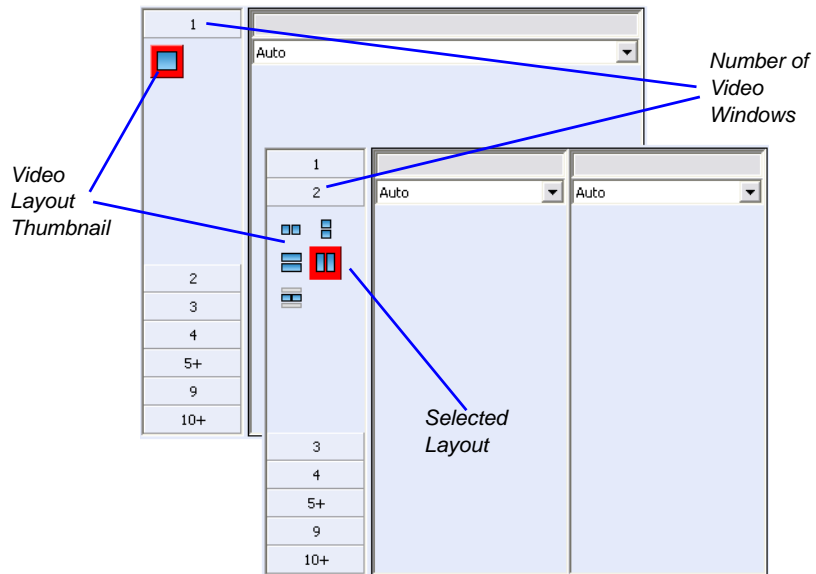 1
Auto
Number of
Video
Windows
Video
Layout
Thumbnail
2
3
4
5+
9
10+
1
2
Auto
Auto
Selected
Layout
3
4
5+
9
10+